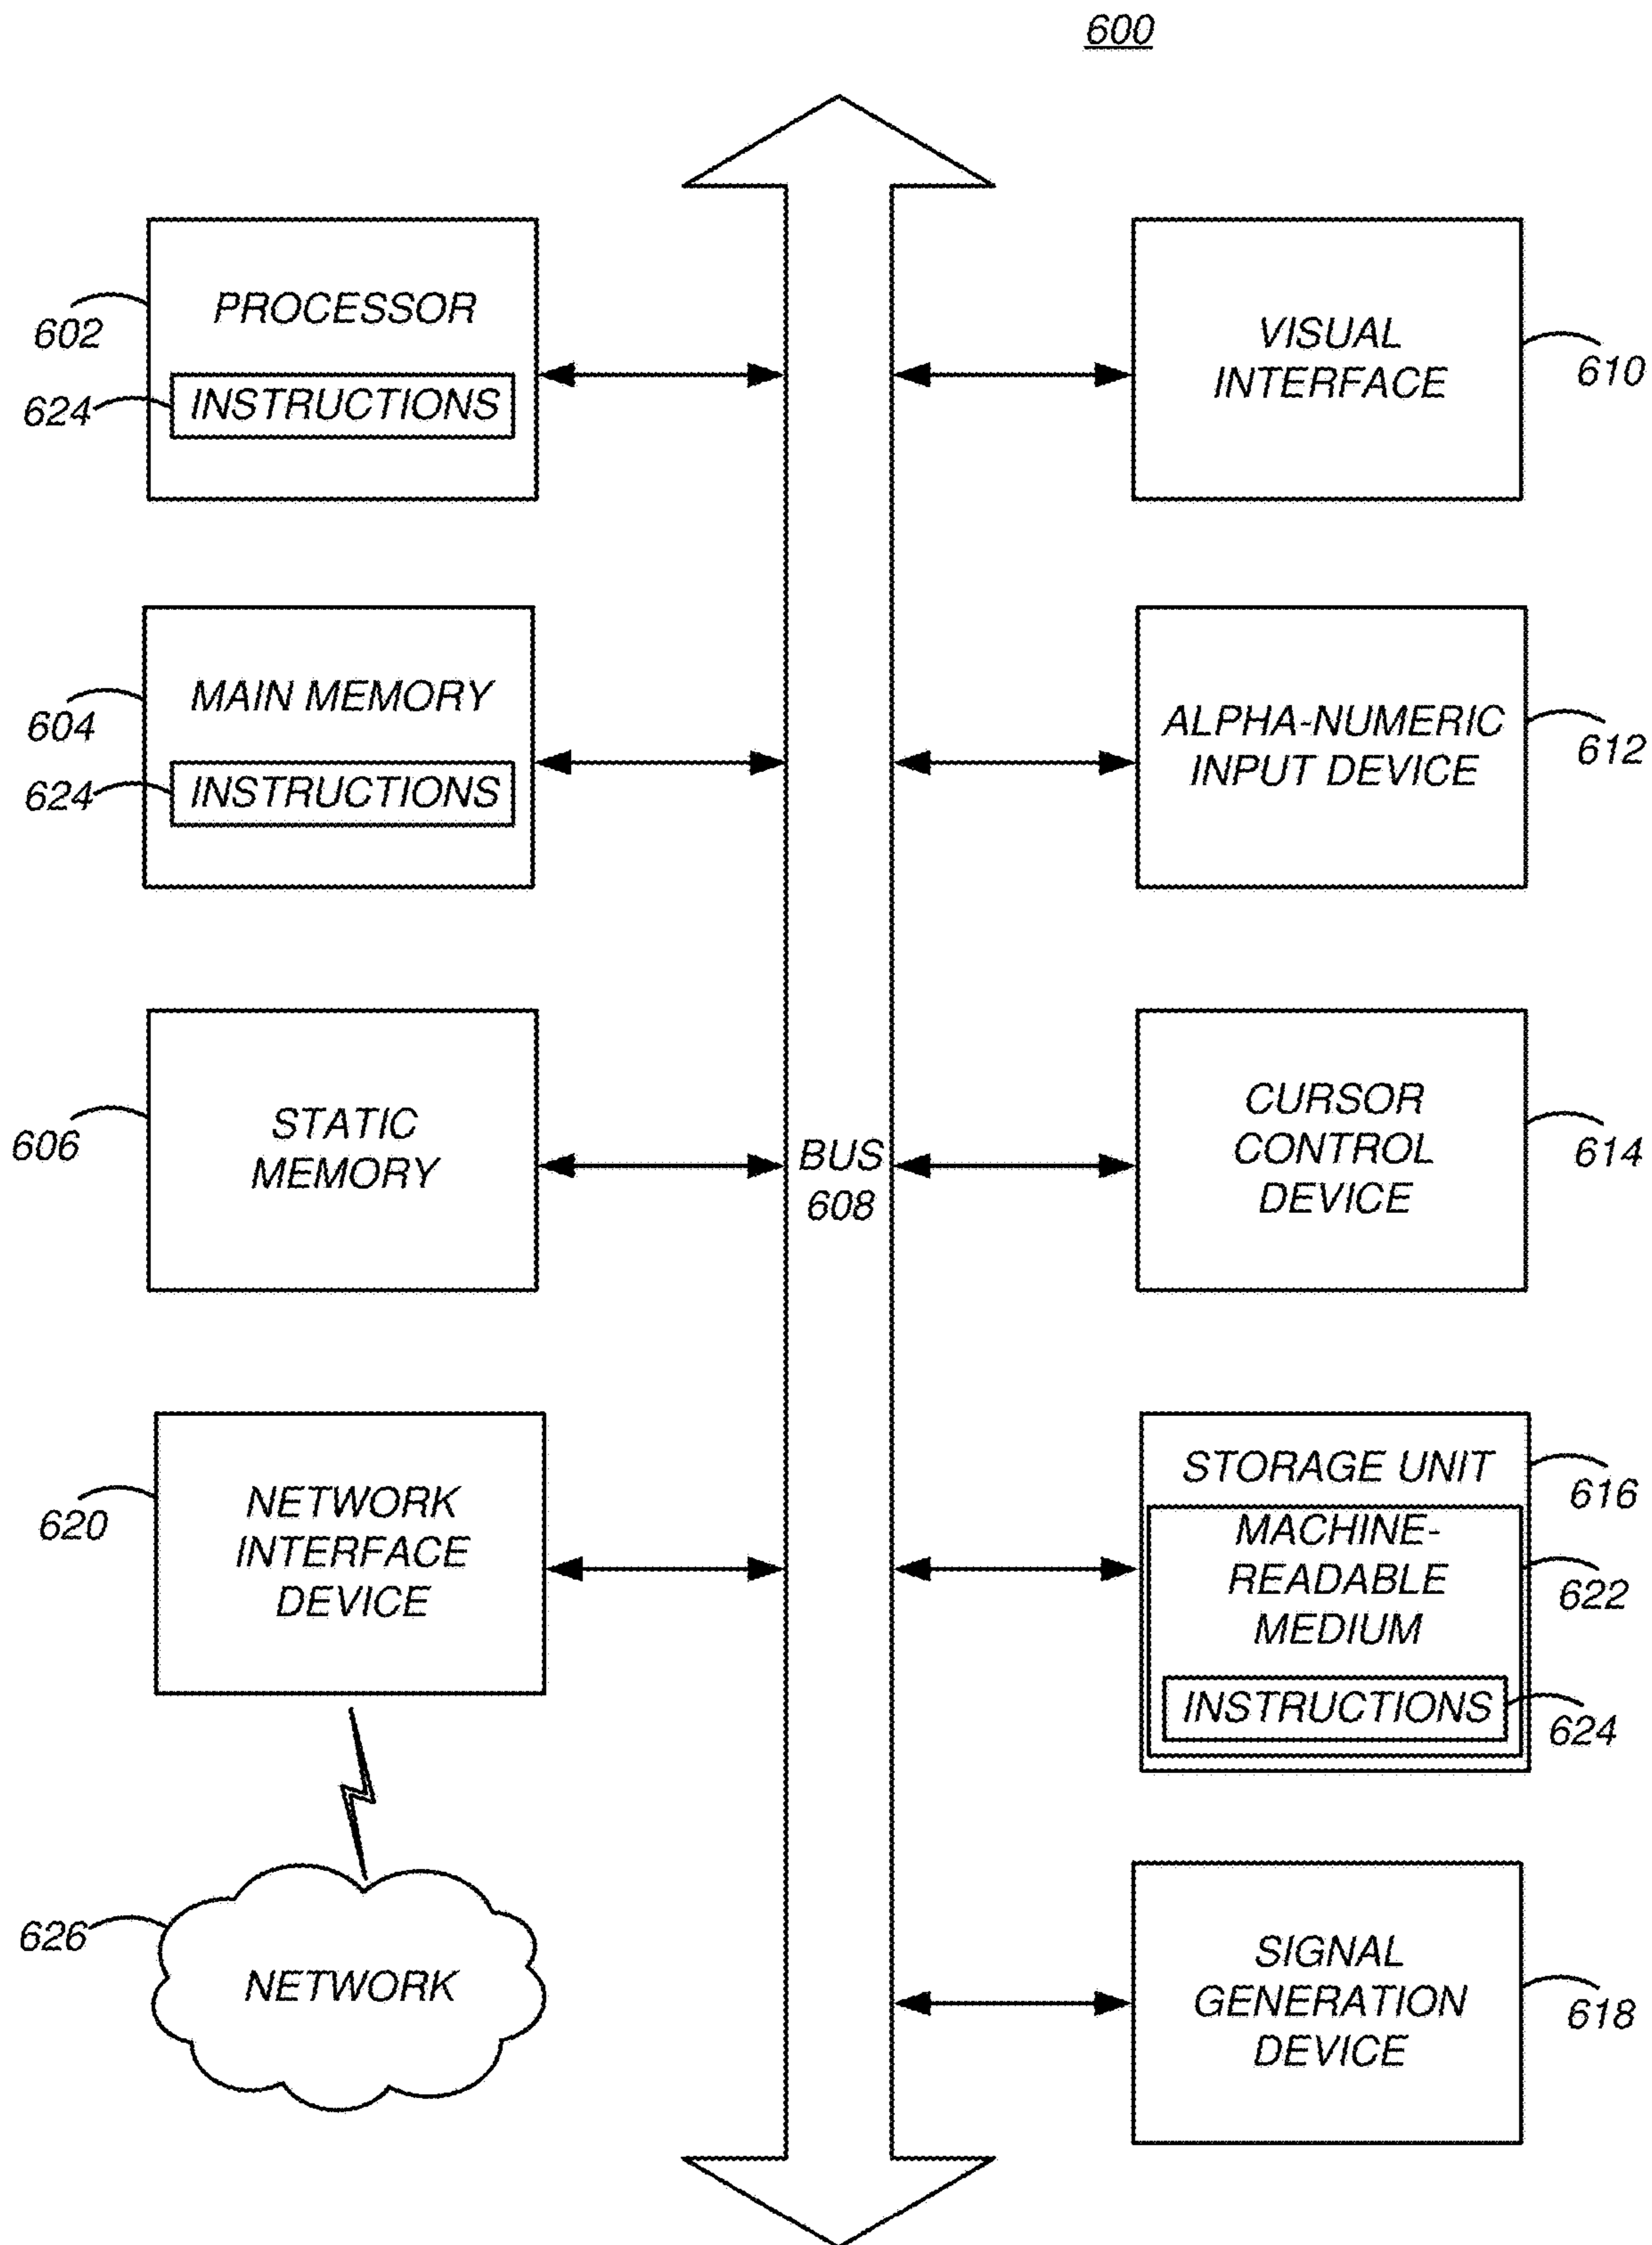 600
PROCESSOR
602
624
INSTRUCTIONS
VISUAL
INTERFACE
610
MAIN MEMORY
604
624
INSTRUCTIONS
ALPHA-NUMERIC
INPUT DEVICE
612
STATIC
MEMORY
606
BUS
608
CURSOR
CONTROL
DEVICE
614
NETWORK
INTERFACE
DEVICE
620
STORAGE UNIT
616
MACHINE-
READABLE
MEDIUM
622
INSTRUCTIONS
624
626
NETWORK
SIGNAL
GENERATION
DEVICE
618